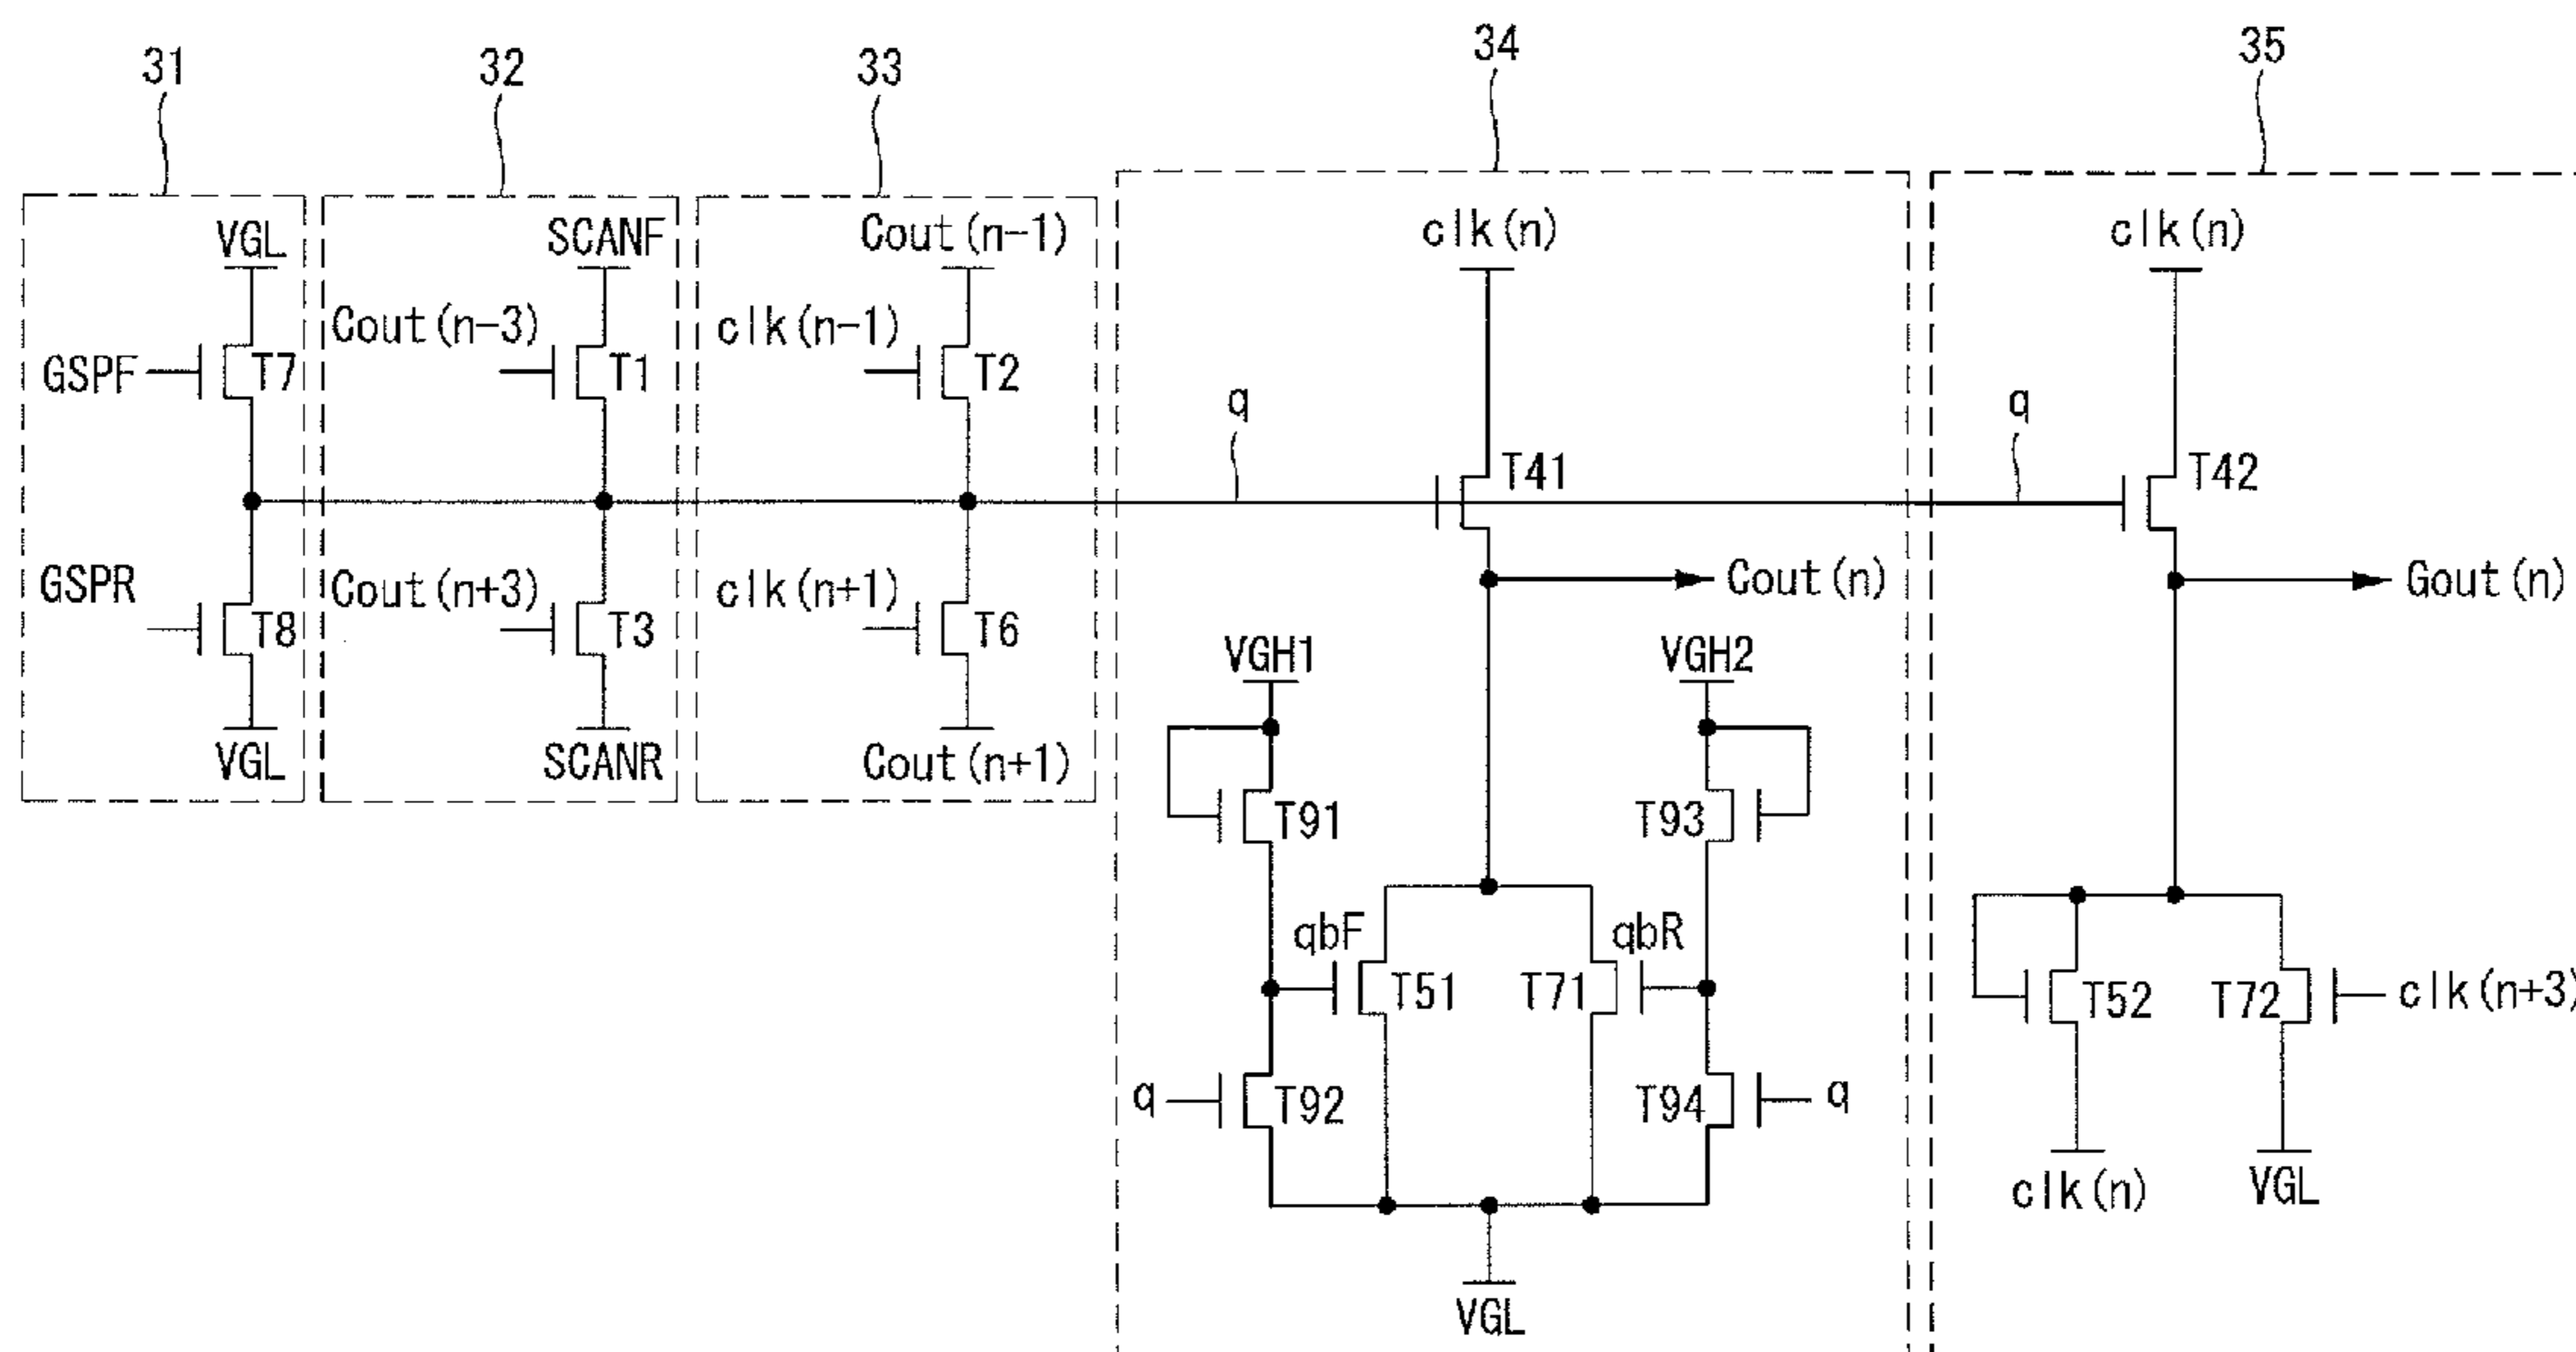 31
32
33
34
35
VGL
SCANF
Cout(n-1)
clk(n)
clk(n)
GSPF
T7
Cout(n-3)
T1
clk(n-1)
T2
q
T41
q
T42
GSPR
T8
Cout(n+3)
T3
clk(n+1)
T6
Cout(n)
Gout(n)
VGL
SCANR
Cout(n+1)
VGH1
VGH2
T91
T93
qbF
T51
qbR
T71
T52
T72
clk(n+3)
q
T92
T94
q
clk(n)
VGL
VGL